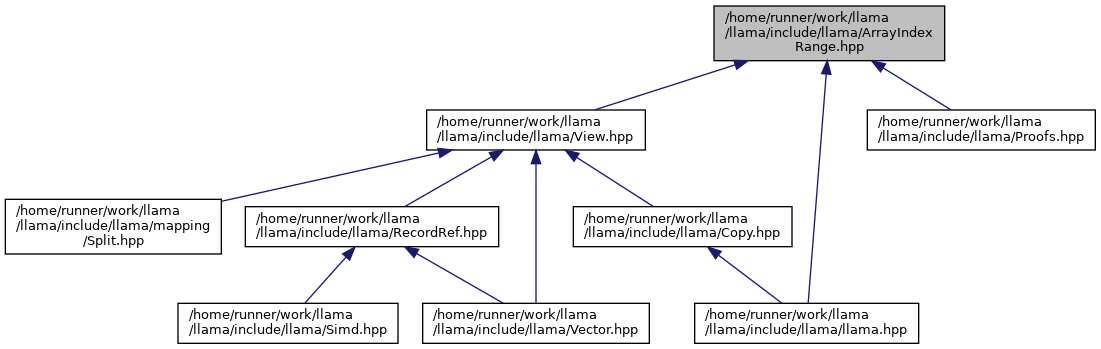 /home/runner/work/llama
/llama/include/llama/ArrayIndex
Range.hpp
/home/runner/work/llama
/llama/include/llama/View.hpp
/home/runner/work/llama
/llama/include/llama/Proofs.hpp
/home/runner/work/llama
/llama/include/llama/mapping
/Split.hpp
/home/runner/work/llama
/llama/include/llama/RecordRef.hpp
/home/runner/work/llama
/llama/include/llama/Copy.hpp
/home/runner/work/llama
/llama/include/llama/Simd.hpp
/home/runner/work/llama
/llama/include/llama/Vector.hpp
/home/runner/work/llama
/llama/include/llama/llama.hpp